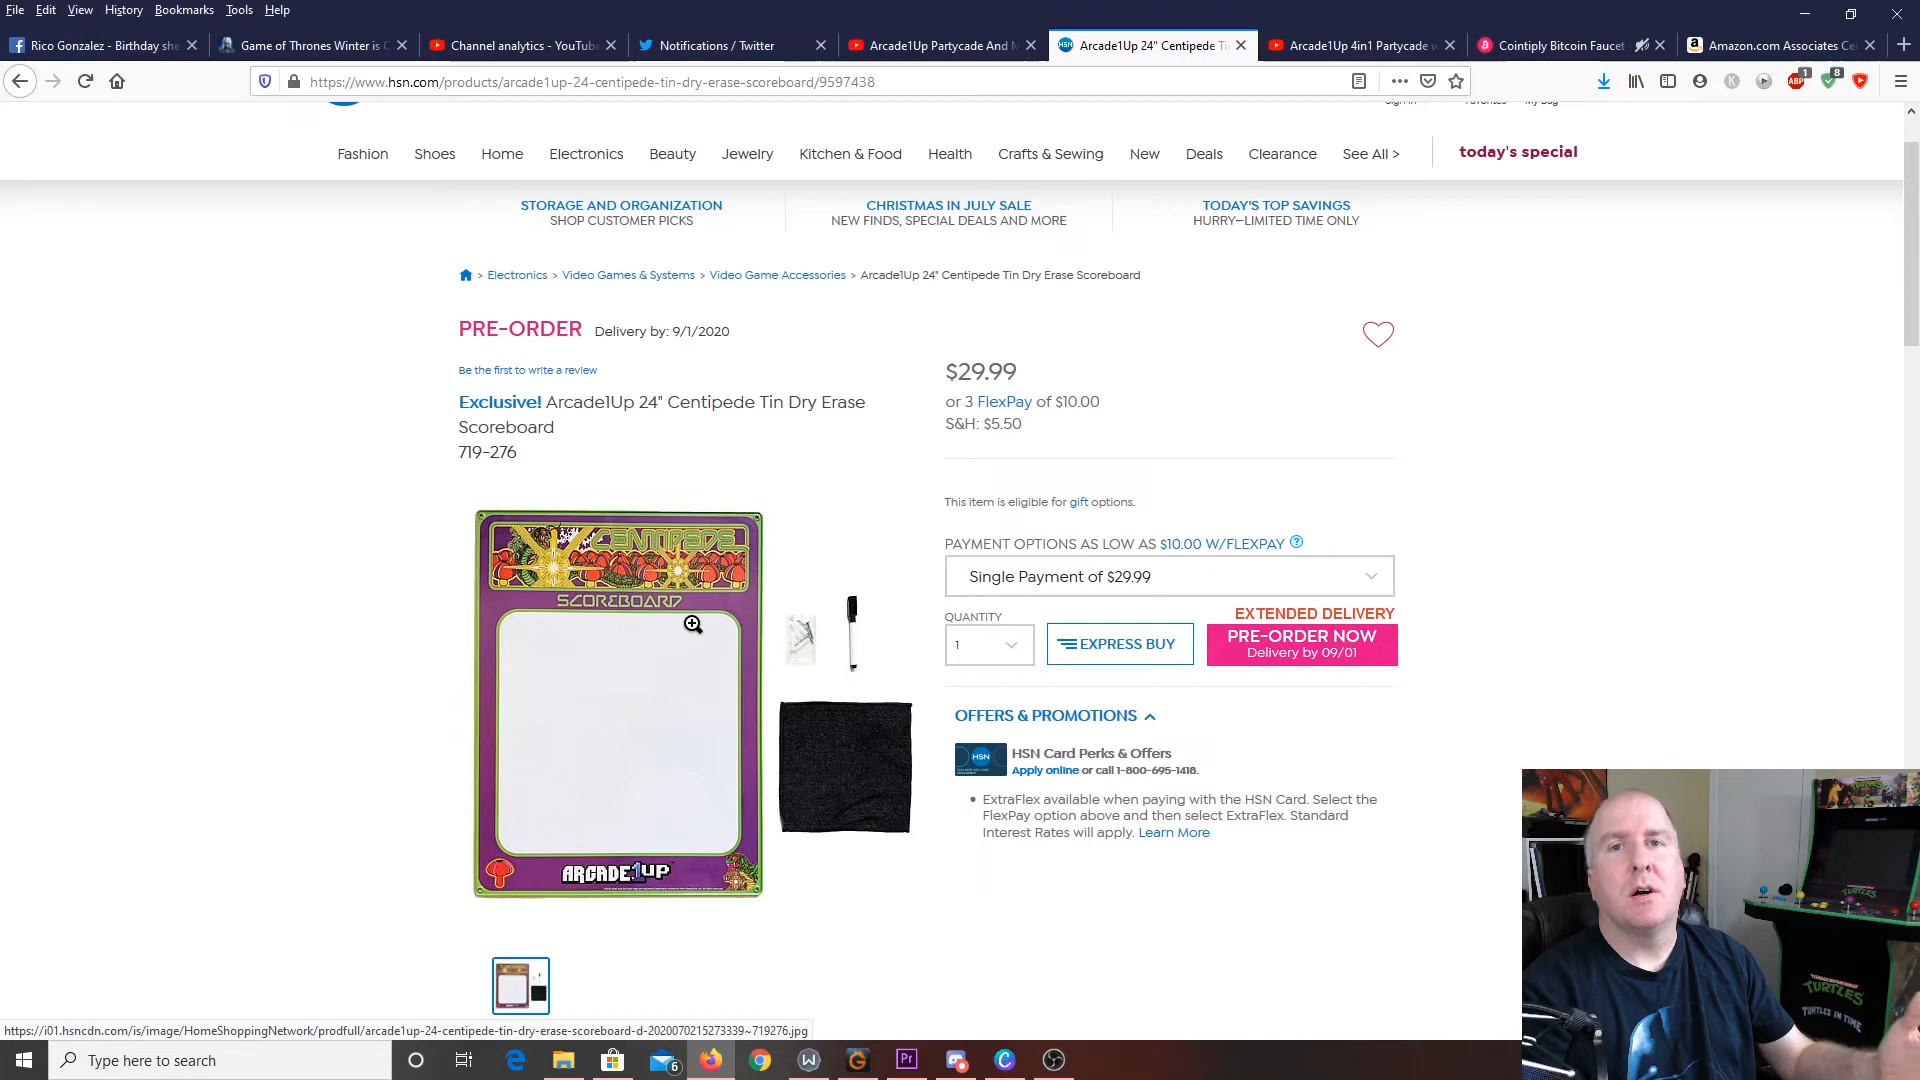 File Edit View History Bookmarks Tools Help
Rico Gonzalez - Birthday she
Game of Thrones Winter is C
Channel analytics - YouTube
Notifications / Twitter
Arcade1Up Partycade And M
Arcade1Up 24" Centipede Ti
Arcade1Up 4in1 Partycade w
Cointiply Bitcoin Faucet -
Amazon.com Associates Ce
https://www.hsn.com/products/arcade1up-24-centipede-tin-dry-erase-scoreboard/9597438
ABP 1 8
Fashion Shoes Home Electronics Beauty Jewelry Kitchen & Food Health Crafts & Sewing New Deals Clearance See All > today's special
STORAGE AND ORGANIZATION
SHOP CUSTOMER PICKS
CHRISTMAS IN JULY SALE
NEW FINDS, SPECIAL DEALS AND MORE
TODAY'S TOP SAVINGS
HURRY—LIMITED TIME ONLY
> Electronics > Video Games & Systems > Video Game Accessories > Arcade1Up 24" Centipede Tin Dry Erase Scoreboard
PRE-ORDER Delivery by: 9/1/2020
Be the first to write a review
Exclusive! Arcade1Up 24" Centipede Tin Dry Erase
Scoreboard
719-276
$29.99
or 3 FlexPay of $10.00
S&H: $5.50
This item is eligible for gift options.
PAYMENT OPTIONS AS LOW AS $10.00 W/FLEXPAY ?
Single Payment of $29.99
QUANTITY
1
EXPRESS BUY
EXTENDED DELIVERY
PRE-ORDER NOW
Delivery by 09/01
OFFERS & PROMOTIONS
HSN
HSN Card Perks & Offers
Apply online or call 1-800-695-1418.
• ExtraFlex available when paying with the HSN Card. Select the
FlexPay option above and then select ExtraFlex. Standard
Interest Rates will apply. Learn More
CENTIPEDE
SCOREBOARD
ARCADE1UP
TURTLES
TURTLES
TURTLES IN TIME
https://i01.hsncdn.com/is/image/HomeShoppingNetwork/prodfull/arcade1up-24-centipede-tin-dry-erase-scoreboard-d-2020070215273339~719276.jpg
Type here to search
6
Pr